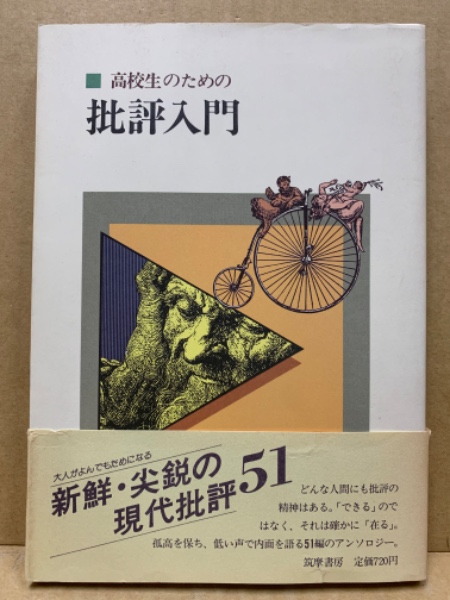 ■ 高校生のための
批評入門
大人がよんでもためになる
新鮮・尖鋭の
現代批評51
どんな人間にも批評の
精神はある。「できる」ので
はなく、それは確かに「在る」。
孤高を保ち、低い声で内面を語る51編のアンソロジー。
筑摩書房 定価720円